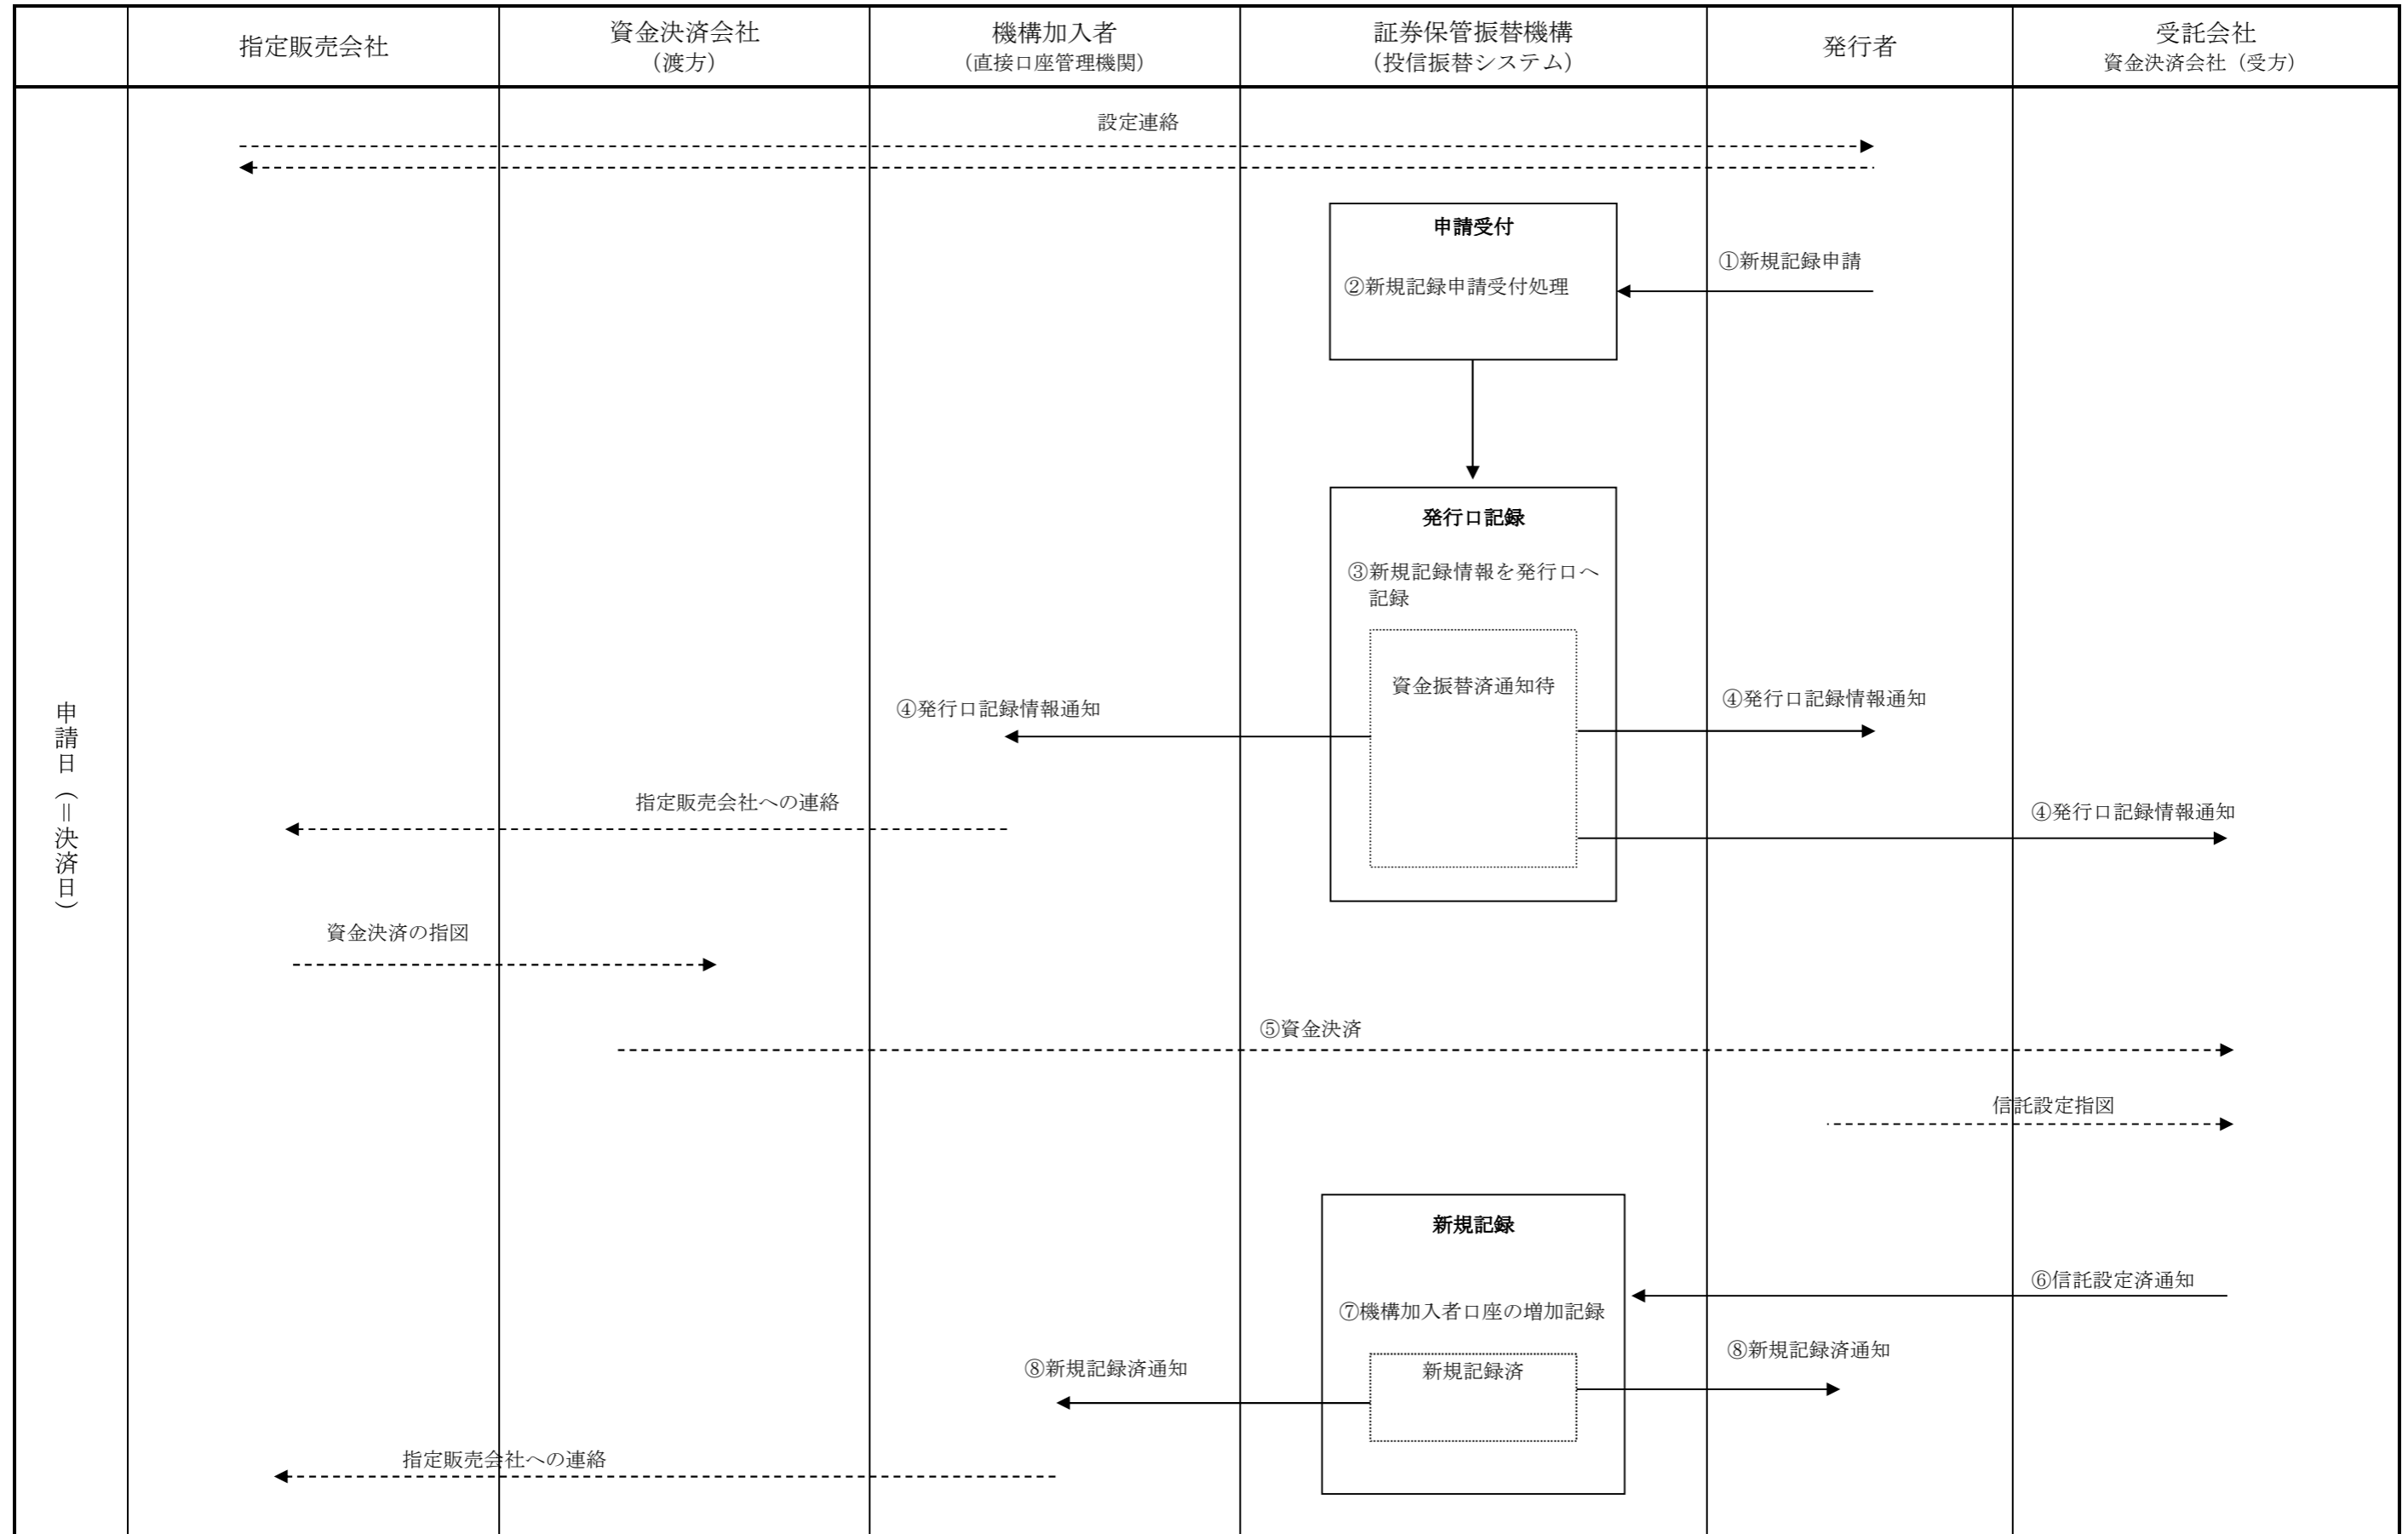 指定販売会社
資金決済会社
（渡方）
機構加入者
（直接口座管理機関）
証券保管振替機構
（投信振替システム）
発行者
受託会社
資金決済会社（受方）
申請日（＝決済日）
設定連絡
申請受付
①新規記録申請
②新規記録申請受付処理
発行口記録
③新規記録情報を発行口へ
記録
資金振替済通知待
④発行口記録情報通知
④発行口記録情報通知
指定販売会社への連絡
④発行口記録情報通知
資金決済の指図
⑤資金決済
信託設定指図
新規記録
⑥信託設定済通知
⑦機構加入者口座の増加記録
⑧新規記録済通知
新規記録済
⑧新規記録済通知
指定販売会社への連絡